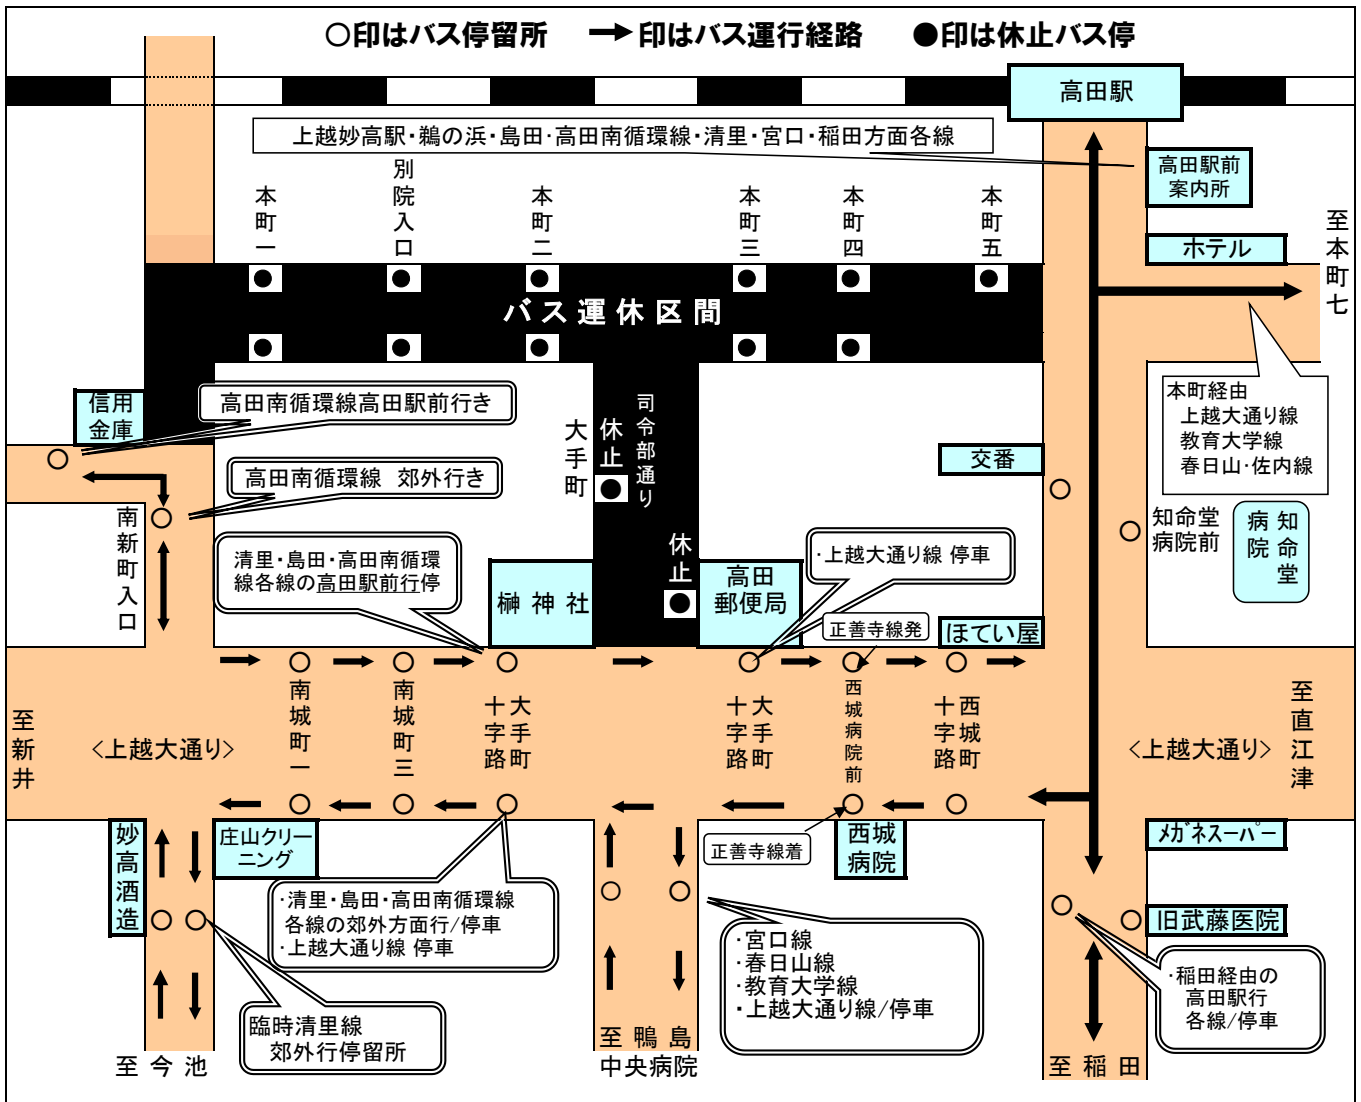 ○印はバス停留所 ➡印はバス運行経路 ●印は休止バス停
高田駅
上越妙高駅・鵜の浜・島田・高田南循環線・清里・宮口・稲田方面各線
高田駅前
案内所
ホテル
至本町七
本町一
別院入口
本町二
本町三
本町四
本町五
バス運休区間
本町経由
上越大通り線
教育大学線
春日山・佐内線
信用
金庫
高田南循環線高田駅前行き
高田南循環線 郊外行き
大手町
休止
司令部通り
休止
交番
知命堂
病院前
知命堂
病院
南新町入口
清里・島田・高田南循環
線各線の高田駅前行停
榊神社
高田
郵便局
・上越大通り線 停車
正善寺線発
ほてい屋
至新井
<上越大通り>
南城町一
南城町三
大手町
十字路
大手町
十字路
西城病院前
西城町
十字路
<上越大通り>
至直江津
妙高酒造
庄山クリー
ニング
正善寺線着
西城
病院
メガネスーパー
旧武藤医院
・清里・島田・高田南循環線
各線の郊外方面行/停車
・上越大通り線 停車
・宮口線
・春日山線
・教育大学線
・上越大通り線/停車
・稲田経由の
高田駅行
各線/停車
臨時清里線
郊外行停留所
至今池
至鴨島
中央病院
至稲田